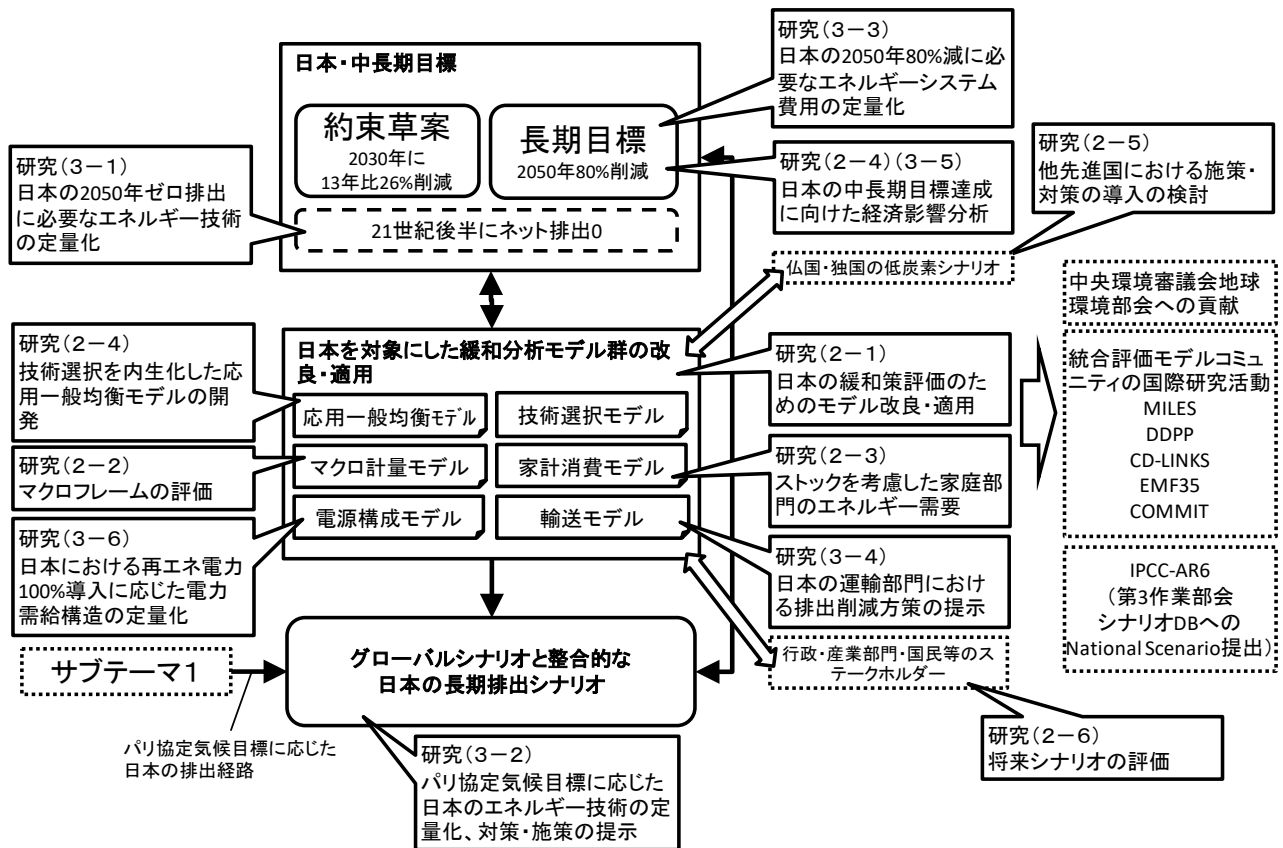 研究(3-3)
日本の2050年80%減に必
要なエネルギーシステム
費用の定量化
日本・中長期目標
約束草案
2030年に
13年比26%削減
長期目標
2050年80%削減
21世紀後半にネット排出0
研究(3-1)
日本の2050年ゼロ排出
に必要なエネルギー技術
の定量化
研究(2-4)(3-5)
日本の中長期目標達成
に向けた経済影響分析
研究(2-5)
他先進国における施策・
対策の導入の検討
仏国・独国の低炭素シナリオ
研究(2-4)
技術選択を内生化した応
用一般均衡モデルの開
発
研究(2-2)
マクロフレームの評価
研究(3-6)
日本における再エネ電力
100%導入に応じた電力
需給構造の定量化
日本を対象にした緩和分析モデル群の改
良・適用
応用一般均衡モデル
技術選択モデル
マクロ計量モデル
家計消費モデル
電源構成モデル
輸送モデル
研究(2-1)
日本の緩和策評価のた
めのモデル改良・適用
研究(2-3)
ストックを考慮した家庭部
門のエネルギー需要
研究(3-4)
日本の運輸部門におけ
る排出削減方策の提示
中央環境審議会地球
環境部会への貢献
統合評価モデルコミュ
ニティの国際研究活動
MILES
DDPP
CD-LINKS
EMF35
COMMIT
IPCC-AR6
(第3作業部会
シナリオDBへの
National Scenario提出)
サブテーマ1
パリ協定気候目標に応じた
日本の排出経路
グローバルシナリオと整合的な
日本の長期排出シナリオ
行政・産業部門・国民等のス
テークホルダー
研究(2-6)
将来シナリオの評価
研究(3-2)
パリ協定気候目標に応じた
日本のエネルギー技術の定
量化、対策・施策の提示